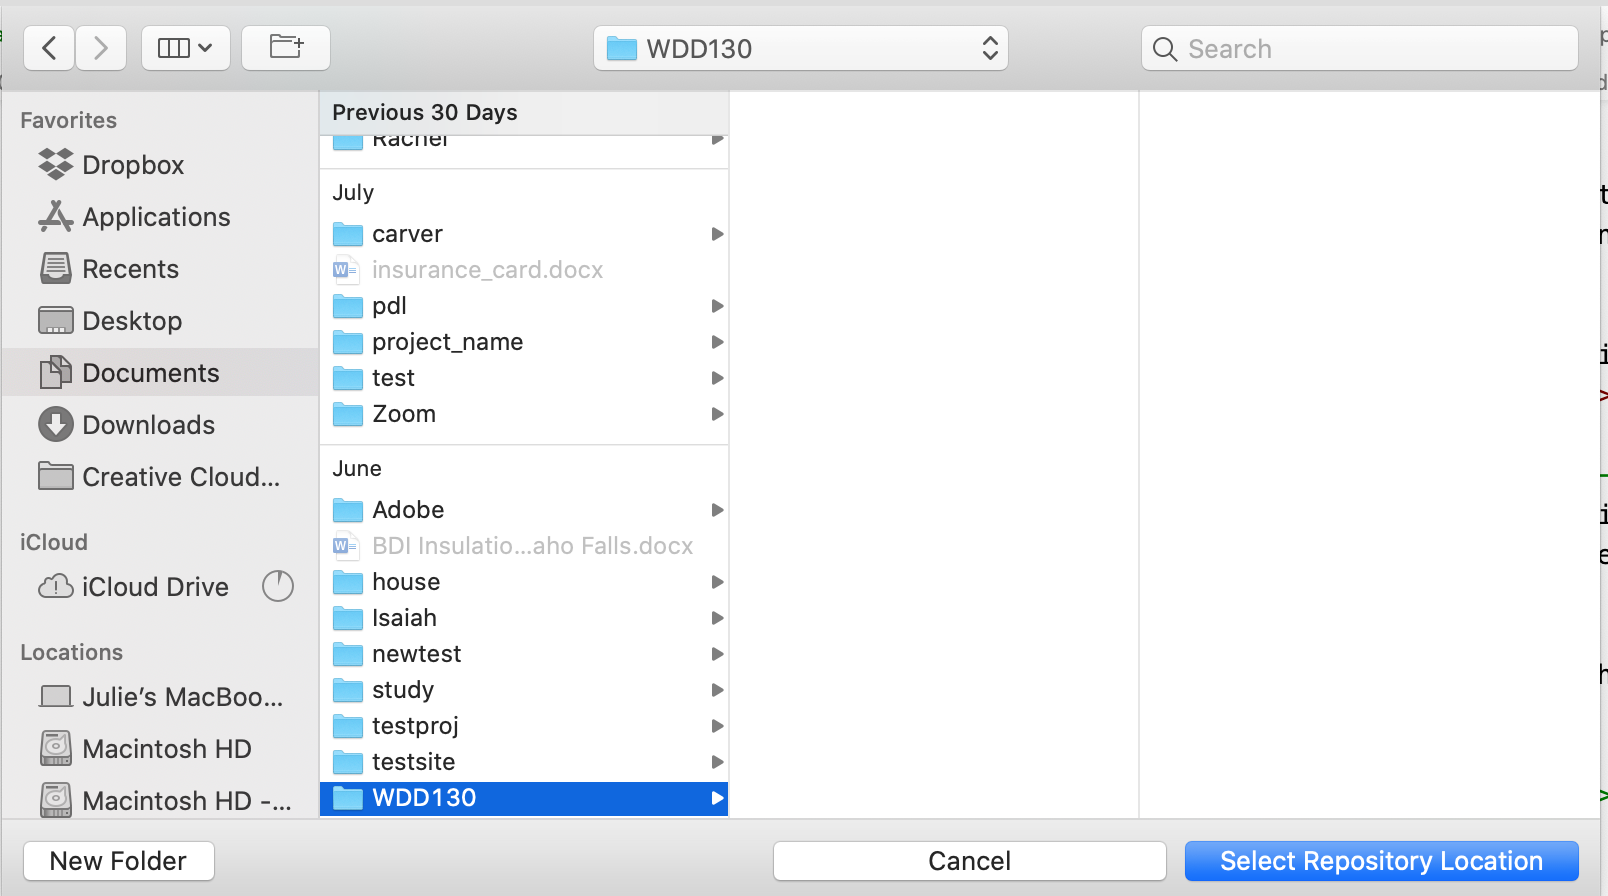 WDD130
Search
Favorites
Dropbox
Applications
Recents
Desktop
Documents
Downloads
Creative Cloud...
iCloud
iCloud Drive
Locations
Julie’s MacBoo...
Macintosh HD
Macintosh HD -...
Previous 30 Days
Rachel
July
carver
insurance_card.docx
pdl
project_name
test
Zoom
June
Adobe
BDI Insulatio...aho Falls.docx
house
Isaiah
newtest
study
testproj
testsite
WDD130
New Folder
Cancel
Select Repository Location